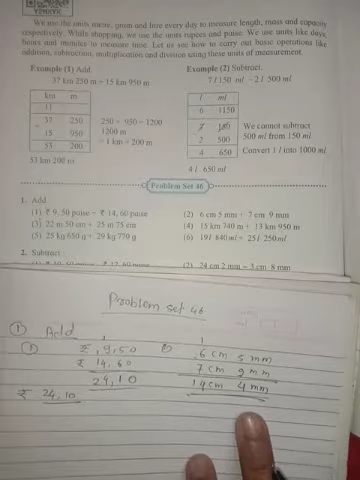 We use the units metre, gram and litre every day to measure length, mass and capacity
respectively. While shopping, we use the units rupees and paise. We use units like days,
hours and minutes to measure time. Let us see how to carry out basic operations like
addition, subtraction, multiplication and division using these units of measurement.
Example (1) Add.
37 km 250 m + 15 km 950 m
km m
11
37 250
+ 15 950
53 200
250 + 950 = 1200
1200 m
= 1 km + 200 m
53 km 200 m
Example (2) Subtract.
7 l 150 ml - 2 l 500 ml
l ml
6 1150
7 150
2 500
4 650
We cannot subtract
500 ml from 150 ml.
Convert 1 l into 1000 ml
4 l 650 ml
Problem Set 46
1. Add
(1) ₹ 9, 50 paise + ₹ 14, 60 paise (2) 6 cm 5 mm + 7 cm 9 mm
(3) 22 m 50 cm + 25 m 75 cm (4) 15 km 740 m + 13 km 950 m
(5) 25 kg 650 g + 29 kg 770 g (6) 19 l 840 ml + 25 l 250 ml
2. Subtract :
(2) 24 cm 2 mm - 3 cm 8 mm
Problem set 46
① Add
① ₹ 9,50
₹ 14,60
24,10
₹ 24,10
② 1
6 cm 5 mm
7 cm 9 mm
14 cm 4 mm